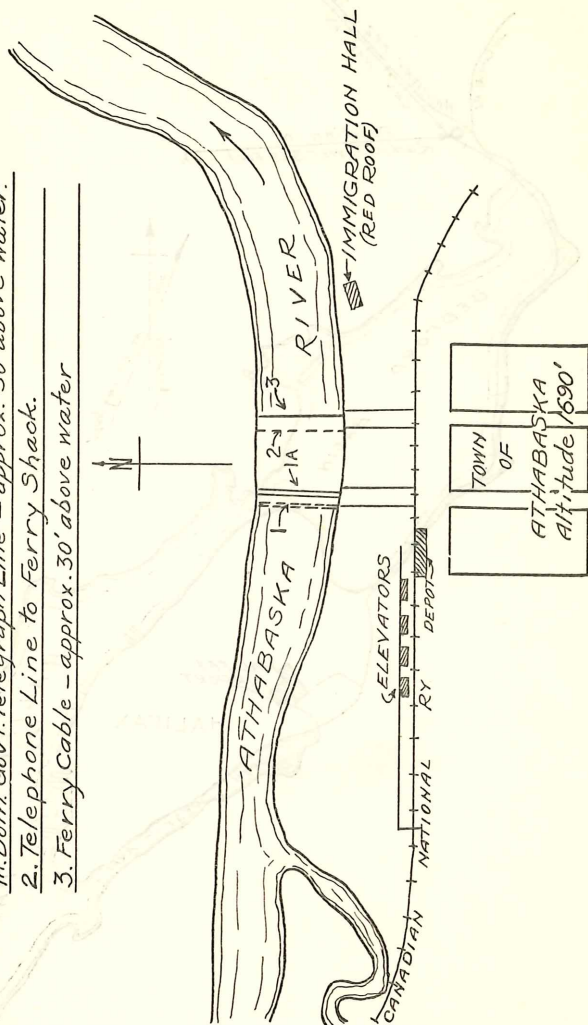 1A. Dom. Govt. Telegraph Line - approx. 30' above water.
2. Telephone Line to Ferry Shack.
3. Ferry Cable - approx. 30' above water
N
ATHABASKA RIVER
1
1A
2
3
IMMIGRATION HALL
(RED ROOF)
ELEVATORS
CANADIAN NATIONAL RY DEPOT
TOWN
OF
ATHABASKA
Altitude 1690'